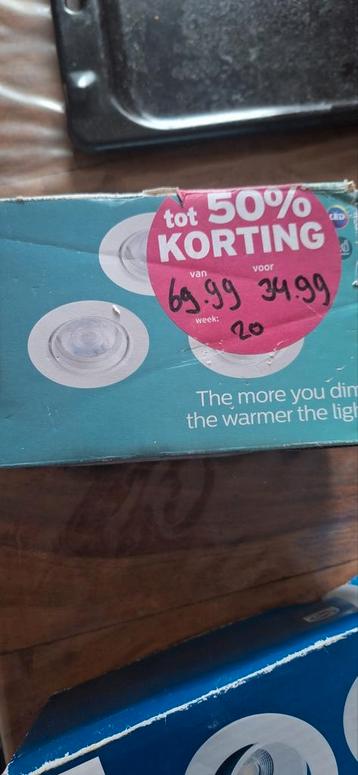 tot 50%
KORTING
van voor
69.99 34.99
week:
20
LED
The more you dim
the warmer the ligh